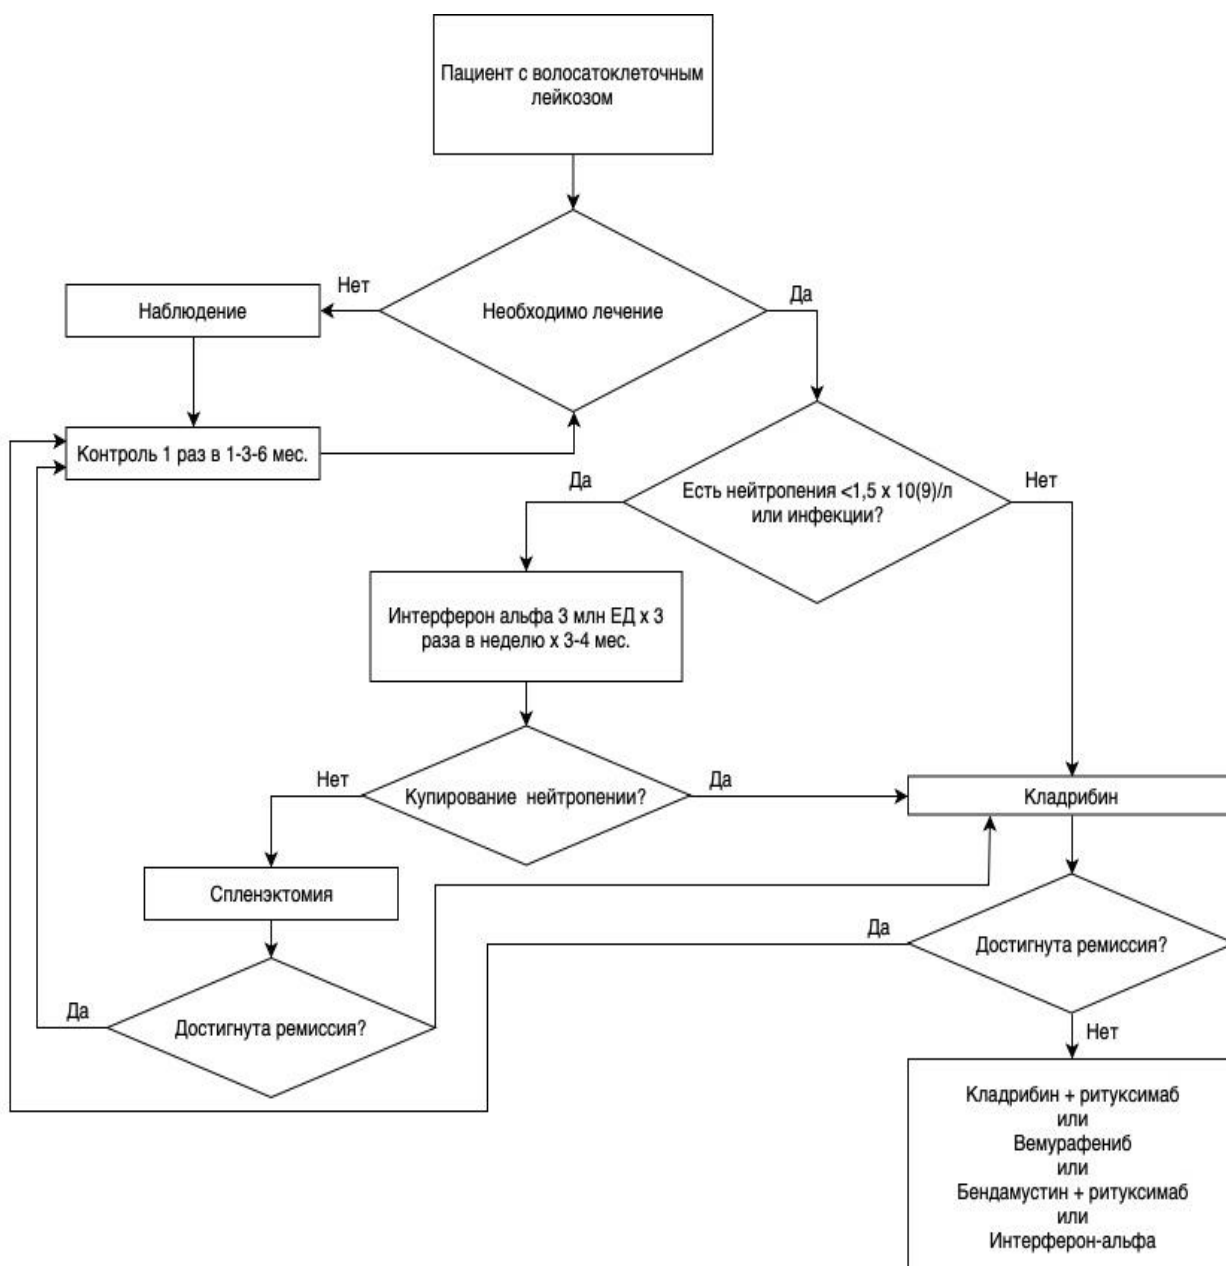 Пациент с волосатоклеточным
лейкозом
Нет
Да
Наблюдение
Необходимо лечение
Контроль 1 раз в 1-3-6 мес.
Да
Нет
Есть нейтропения <1,5 x 10(9)/л
или инфекции?
Интерферон альфа 3 млн ЕД x 3
раза в неделю x 3-4 мес.
Нет
Да
Купирование нейтропении?
Кладрибин
Спленэктомия
Да
Достигнута ремиссия?
Да
Достигнута ремиссия?
Нет
Кладрибин + ритуксимаб
или
Вемурафениб
или
Бендамустин + ритуксимаб
или
Интерферон-альфа